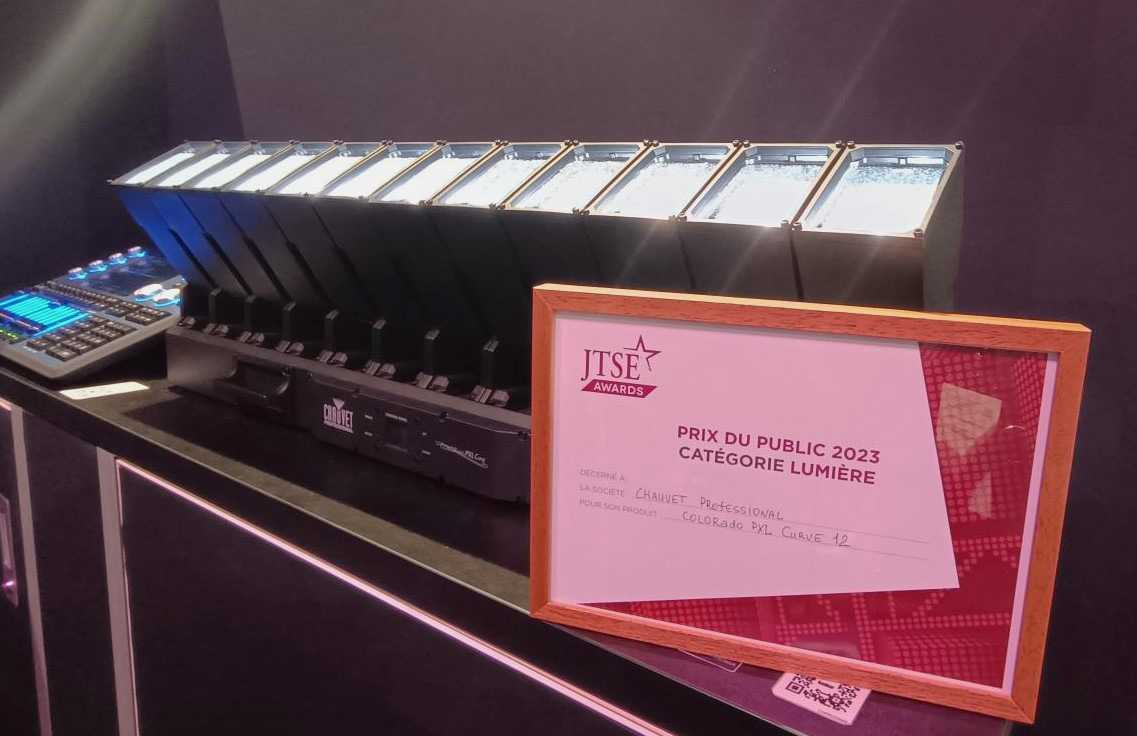 CHAUVET
JTSE
AWARDS
PRIX DU PUBLIC 2023
CATÉGORIE LUMIÈRE
DÉCERNÉ À
LA SOCIÉTÉ CHAUVET PROFESSIONAL
POUR SON PRODUIT COLORado PXL CURVE 12